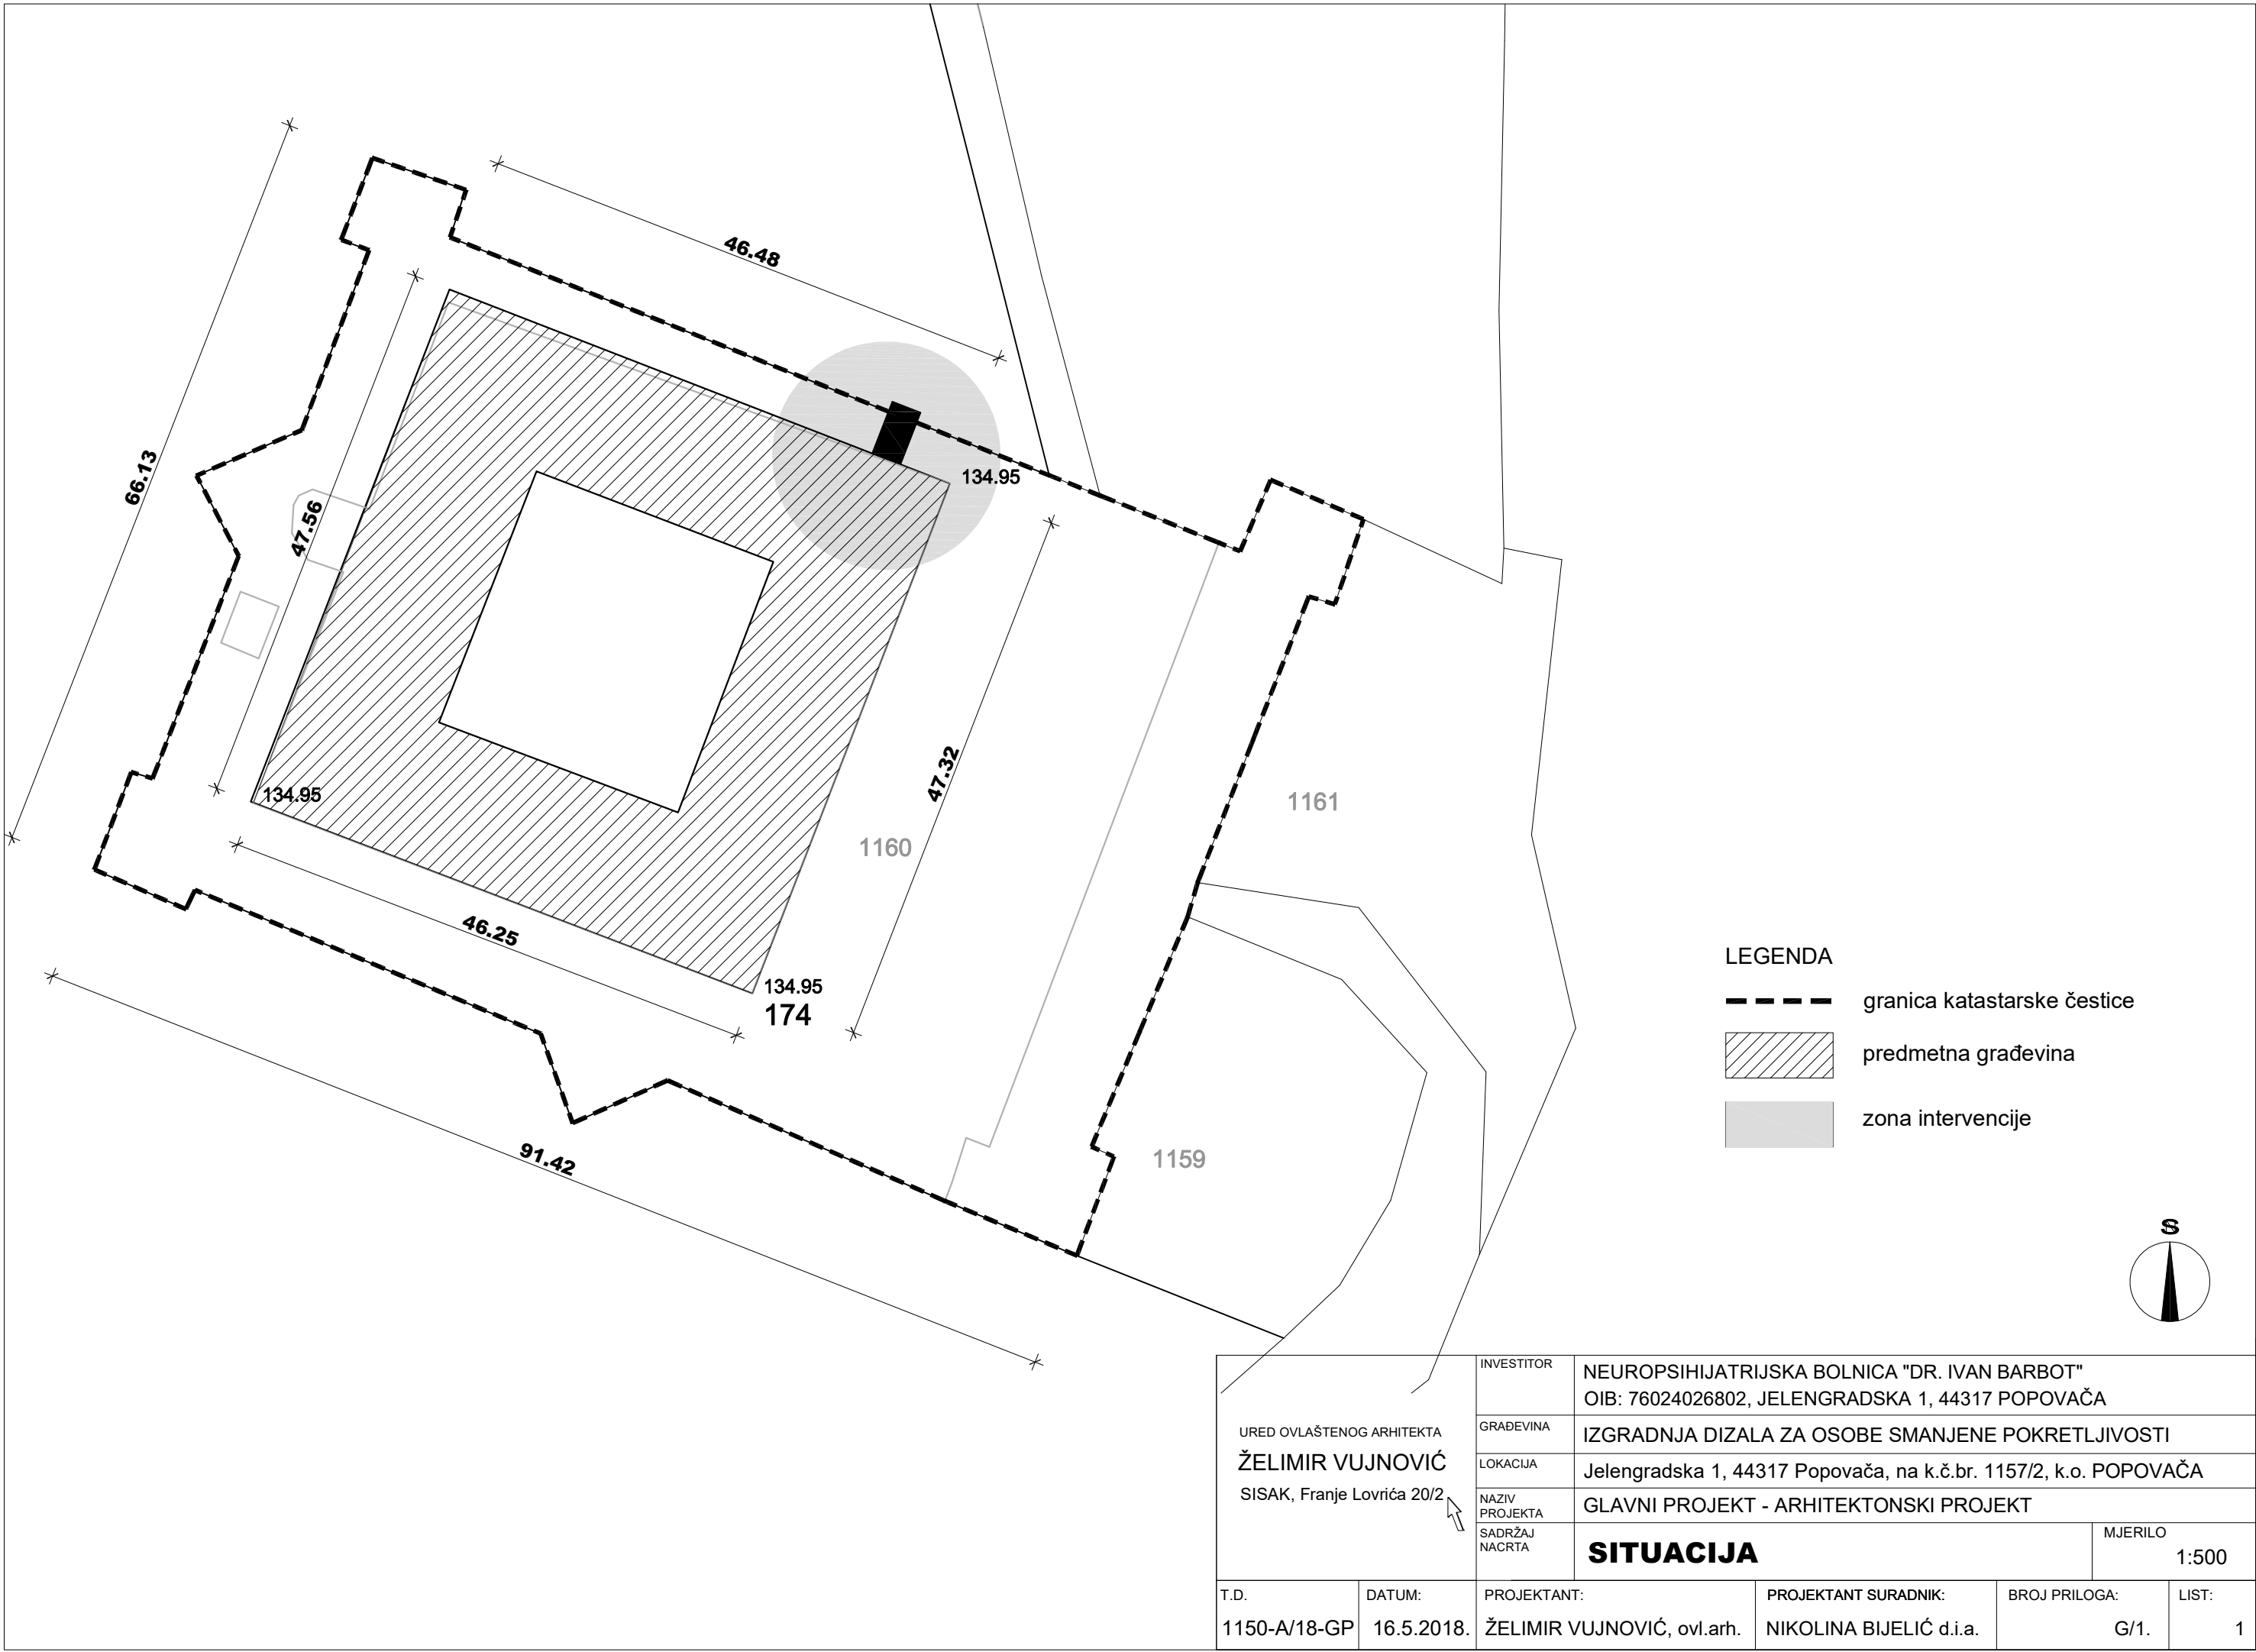 46.48
66.13
47.56
134.95
47.32
134.95
1161
1160
46.25
134.95
174
91.42
1159
LEGENDA
granica katastarske čestice
predmetna građevina
zona intervencije
S
URED OVLAŠTENOG ARHITEKTA
ŽELIMIR VUJNOVIĆ
SISAK, Franje Lovrića 20/2
INVESTITOR
NEUROPSIHIJATRIJSKA BOLNICA "DR. IVAN BARBOT"
OIB: 76024026802, JELENGRADSKA 1, 44317 POPOVAČA
GRAĐEVINA
IZGRADNJA DIZALA ZA OSOBE SMANJENE POKRETLJIVOSTI
LOKACIJA
Jelengradska 1, 44317 Popovača, na k.č.br. 1157/2, k.o. POPOVAČA
NAZIV
PROJEKTA
GLAVNI PROJEKT - ARHITEKTONSKI PROJEKT
SADRŽAJ
NACRTA
SITUACIJA
MJERILO
1:500
T.D.
1150-A/18-GP
DATUM:
16.5.2018.
PROJEKTANT:
ŽELIMIR VUJNOVIĆ, ovl.arh.
PROJEKTANT SURADNIK:
NIKOLINA BIJELIĆ d.i.a.
BROJ PRILOGA:
G/1.
LIST:
1